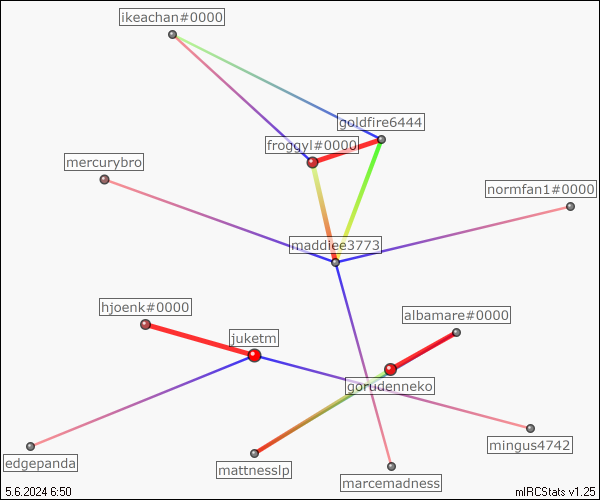 ikeachan#0000
goldfire6444
froggyl#0000
mercurybro
normfan1#0000
maddiee3773
hjoenk#0000
albamare#0000
juketm
gorudenneko
mingus4742
edgepanda
mattnesslp
marcemadness
5.6.2024 6:50
mIRCStats v1.25